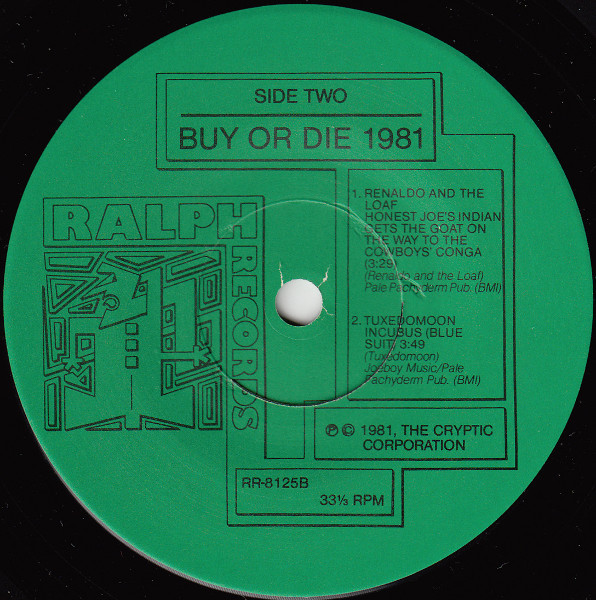 SIDE TWO
BUY OR DIE 1981
RALPH
RECORDS
1. RENALDO AND THE
LOAF
HONEST JOE'S INDIAN
GETS THE GOAT ON
THE WAY TO THE
COWBOYS' CONGA
(3:29)
(Renaldo and the Loaf)
Pale Pachyderm Pub. (BMI)
2. TUXEDOMOON
INCUBUS (BLUE
SUIT) 3:49
(Tuxedomoon)
Joeboy Music/Pale
Pachyderm Pub. (BMI)
℗ © 1981, THE CRYPTIC
CORPORATION
RR-8125B
33⅓ RPM